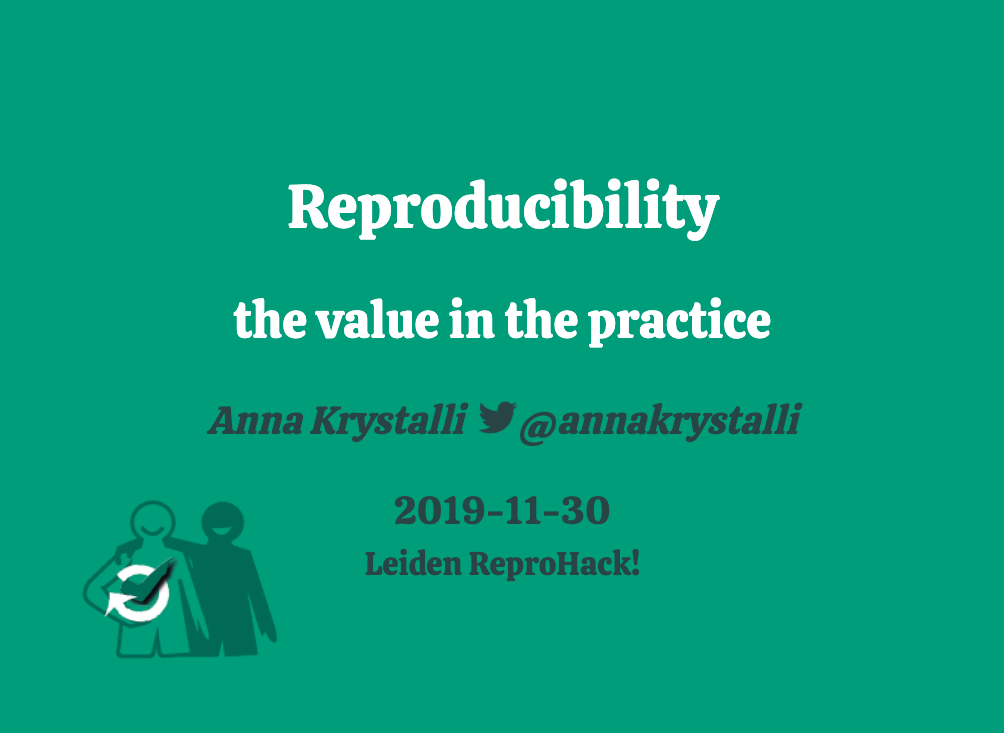 Reproducibility
the value in the practice
Anna Krystalli @annakrystalli
2019-11-30
Leiden ReproHack!